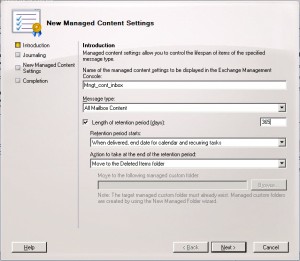 New Managed Content Settings
Introduction
Journaling
New Managed Content
Settings
Completion
Introduction
Managed content settings allow you to control the lifespan of items of the specified
message type.
Name of the managed content settings to be displayed in the Exchange Management
Console:
Mngt_cont_inbox
Message type:
All Mailbox Content
Length of retention period (days):
365
Retention period starts:
When delivered, end date for calendar and recurring tasks
Action to take at the end of the retention period:
Move to the Deleted Items folder
Move to the following managed custom folder:
Browse...
Note: The target managed custom folder must already exist. Managed custom folders
are created by using the New Managed Folder wizard.
Help
< Back
Next >
Cancel